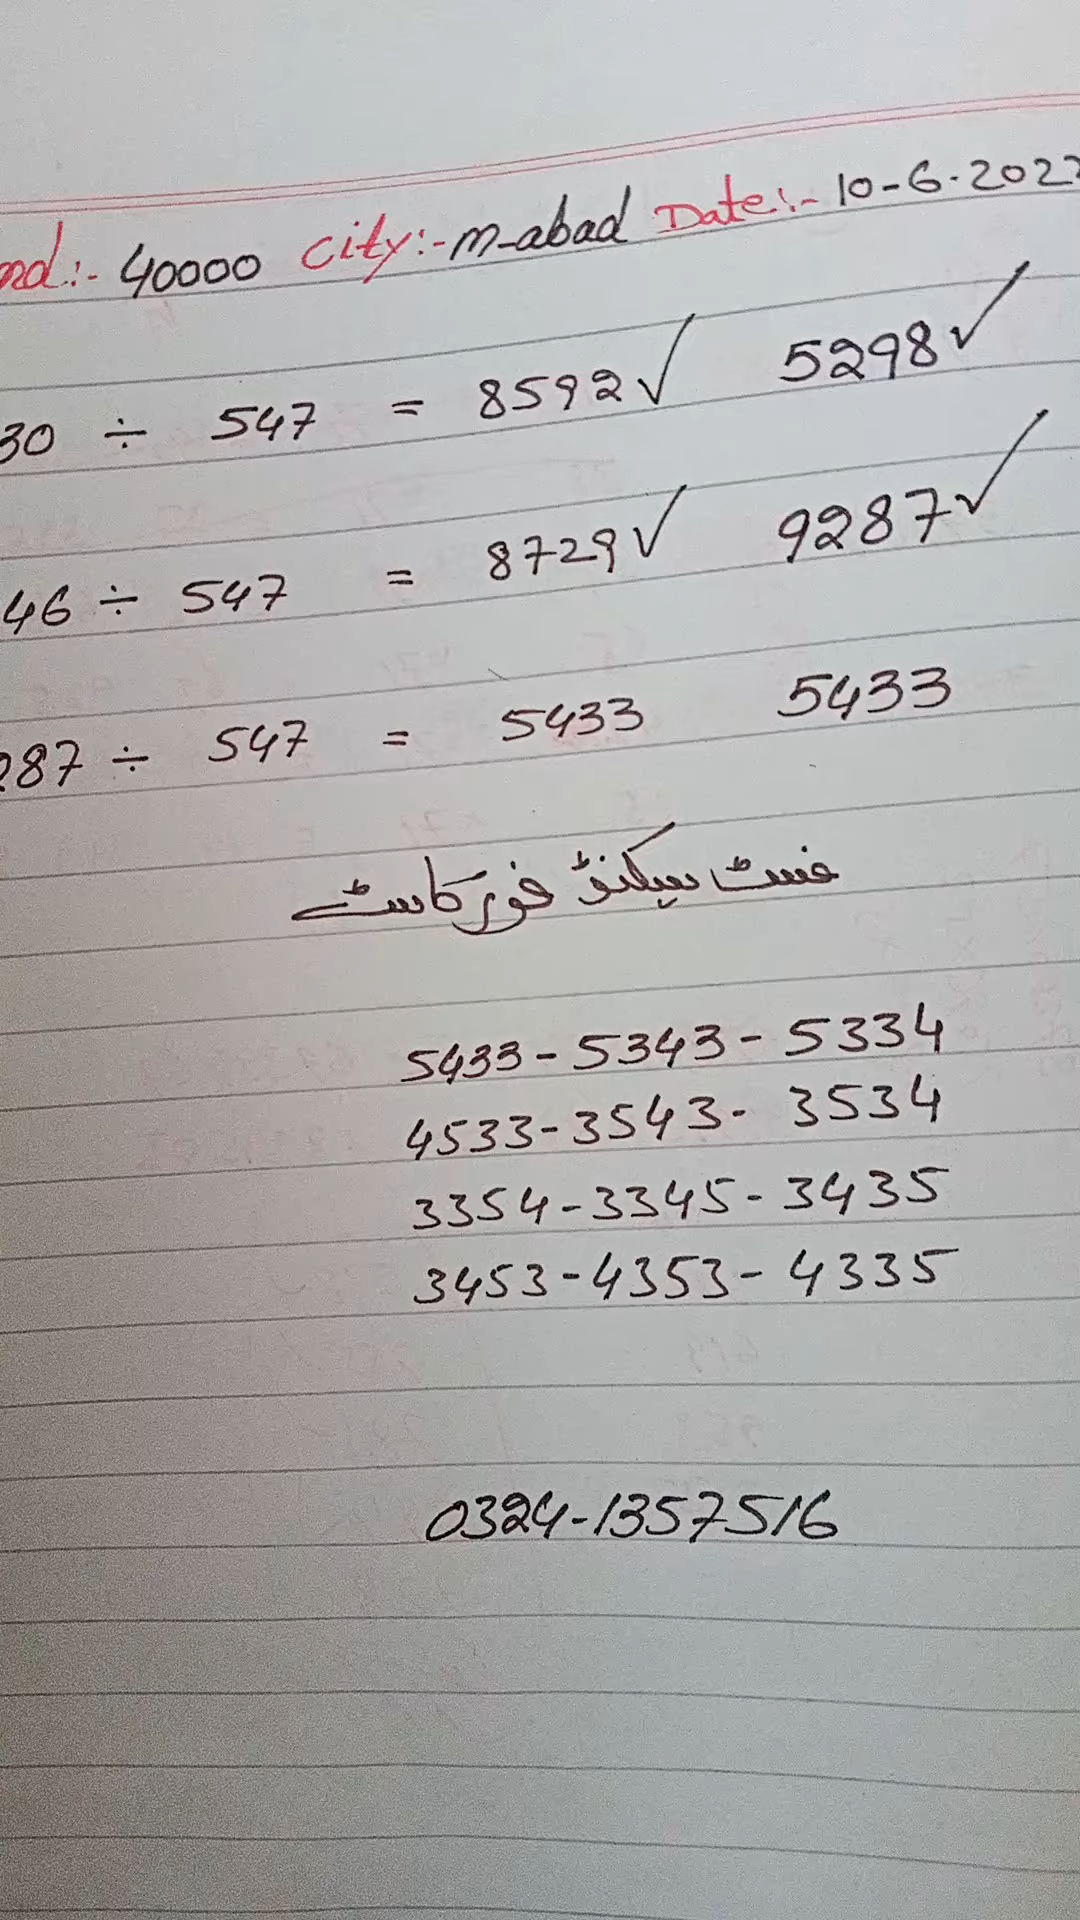 nd:- 40000 City:- m-abad Date:- 10-6-202
30 ÷ 547 = 8592✓ 5298✓
46 ÷ 547 = 8729✓ 9287✓
287 ÷ 547 = 5433 5433
فسٹ سیکنڈ فورکاسٹ
5433-5343-5334
4533-3543-3534
3354-3345-3435
3453-4353-4335
0324-1357516